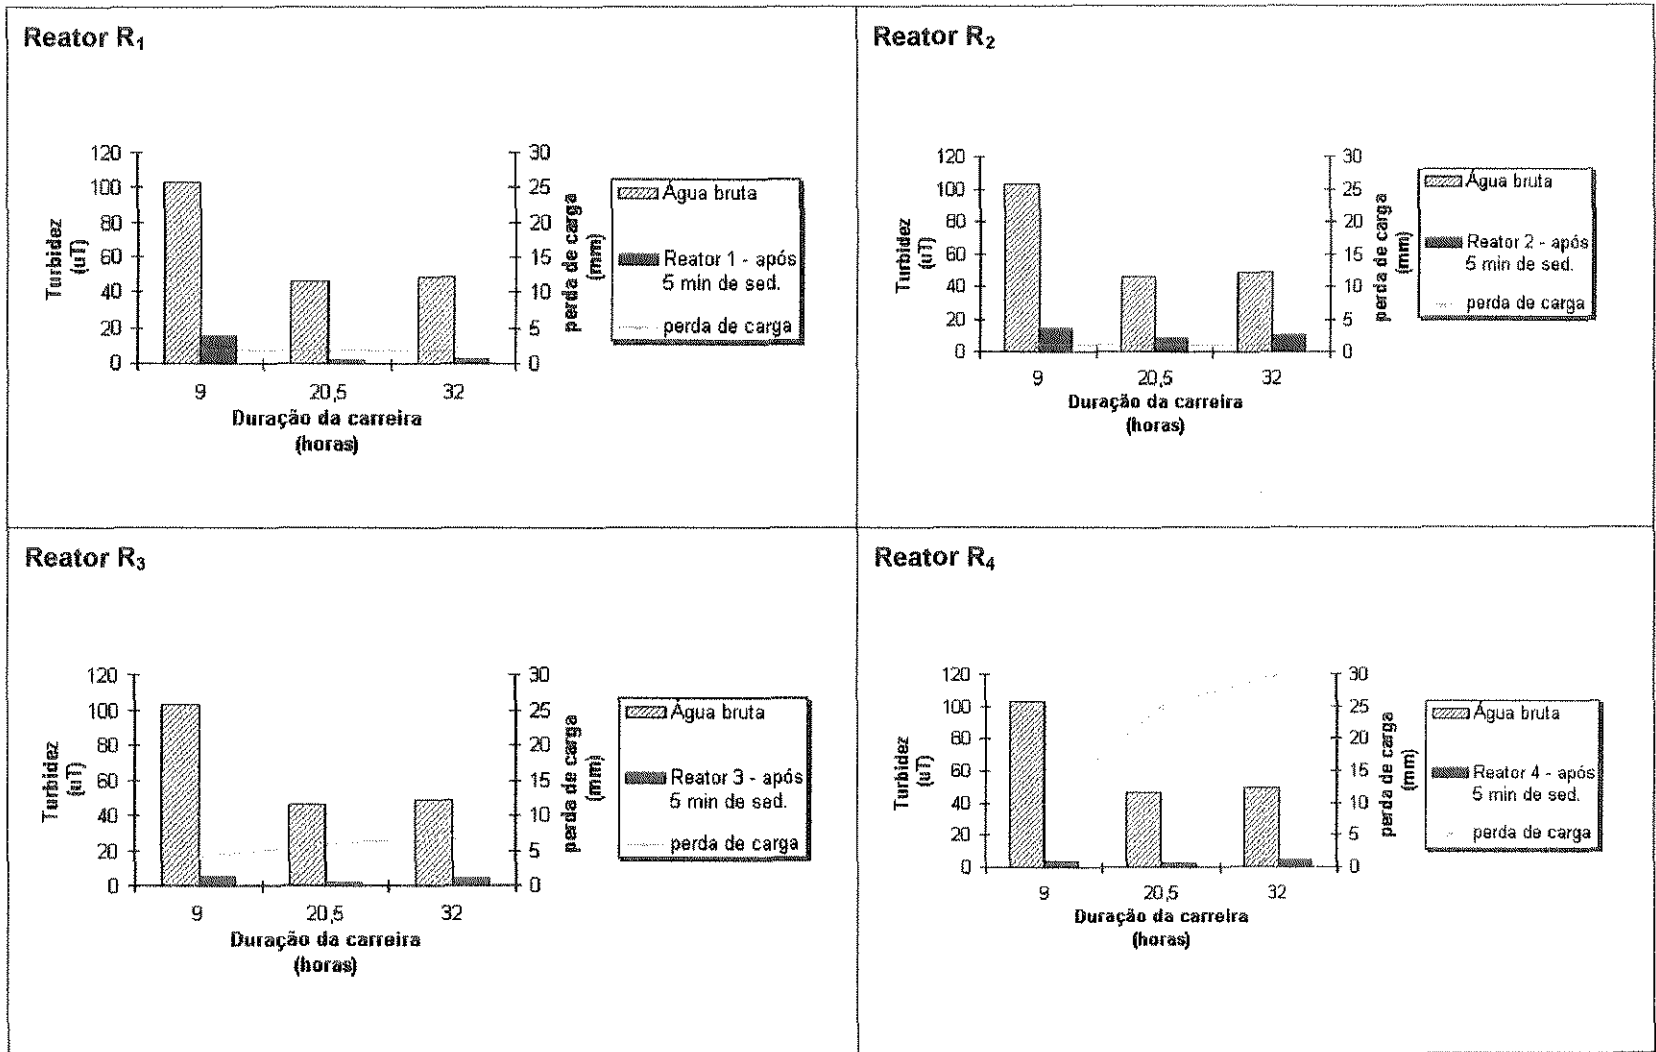 Reator R₁
120
100
80
60
40
20
0
Turbidez
(uT)
30
25
20
15
10
5
0
perda de carga
(mm)
9
20,5
32
Duração da carreira
(horas)
Água bruta
Reator 1 - após
5 min de sed.
perda de carga
Reator R₂
120
100
80
60
40
20
0
Turbidez
(uT)
30
25
20
15
10
5
0
perda de carga
(mm)
9
20,5
32
Duração da carreira
(horas)
Água bruta
Reator 2 - após
5 min de sed.
perda de carga
Reator R₃
120
100
80
60
40
20
0
Turbidez
(uT)
30
25
20
15
10
5
0
perda de carga
(mm)
9
20,5
32
Duração da carreira
(horas)
Água bruta
Reator 3 - após
5 min de sed.
perda de carga
Reator R₄
120
100
80
60
40
20
0
Turbidez
(uT)
30
25
20
15
10
5
0
perda de carga
(mm)
9
20,5
32
Duração da carreira
(horas)
Água bruta
Reator 4 - após
5 min de sed.
perda de carga